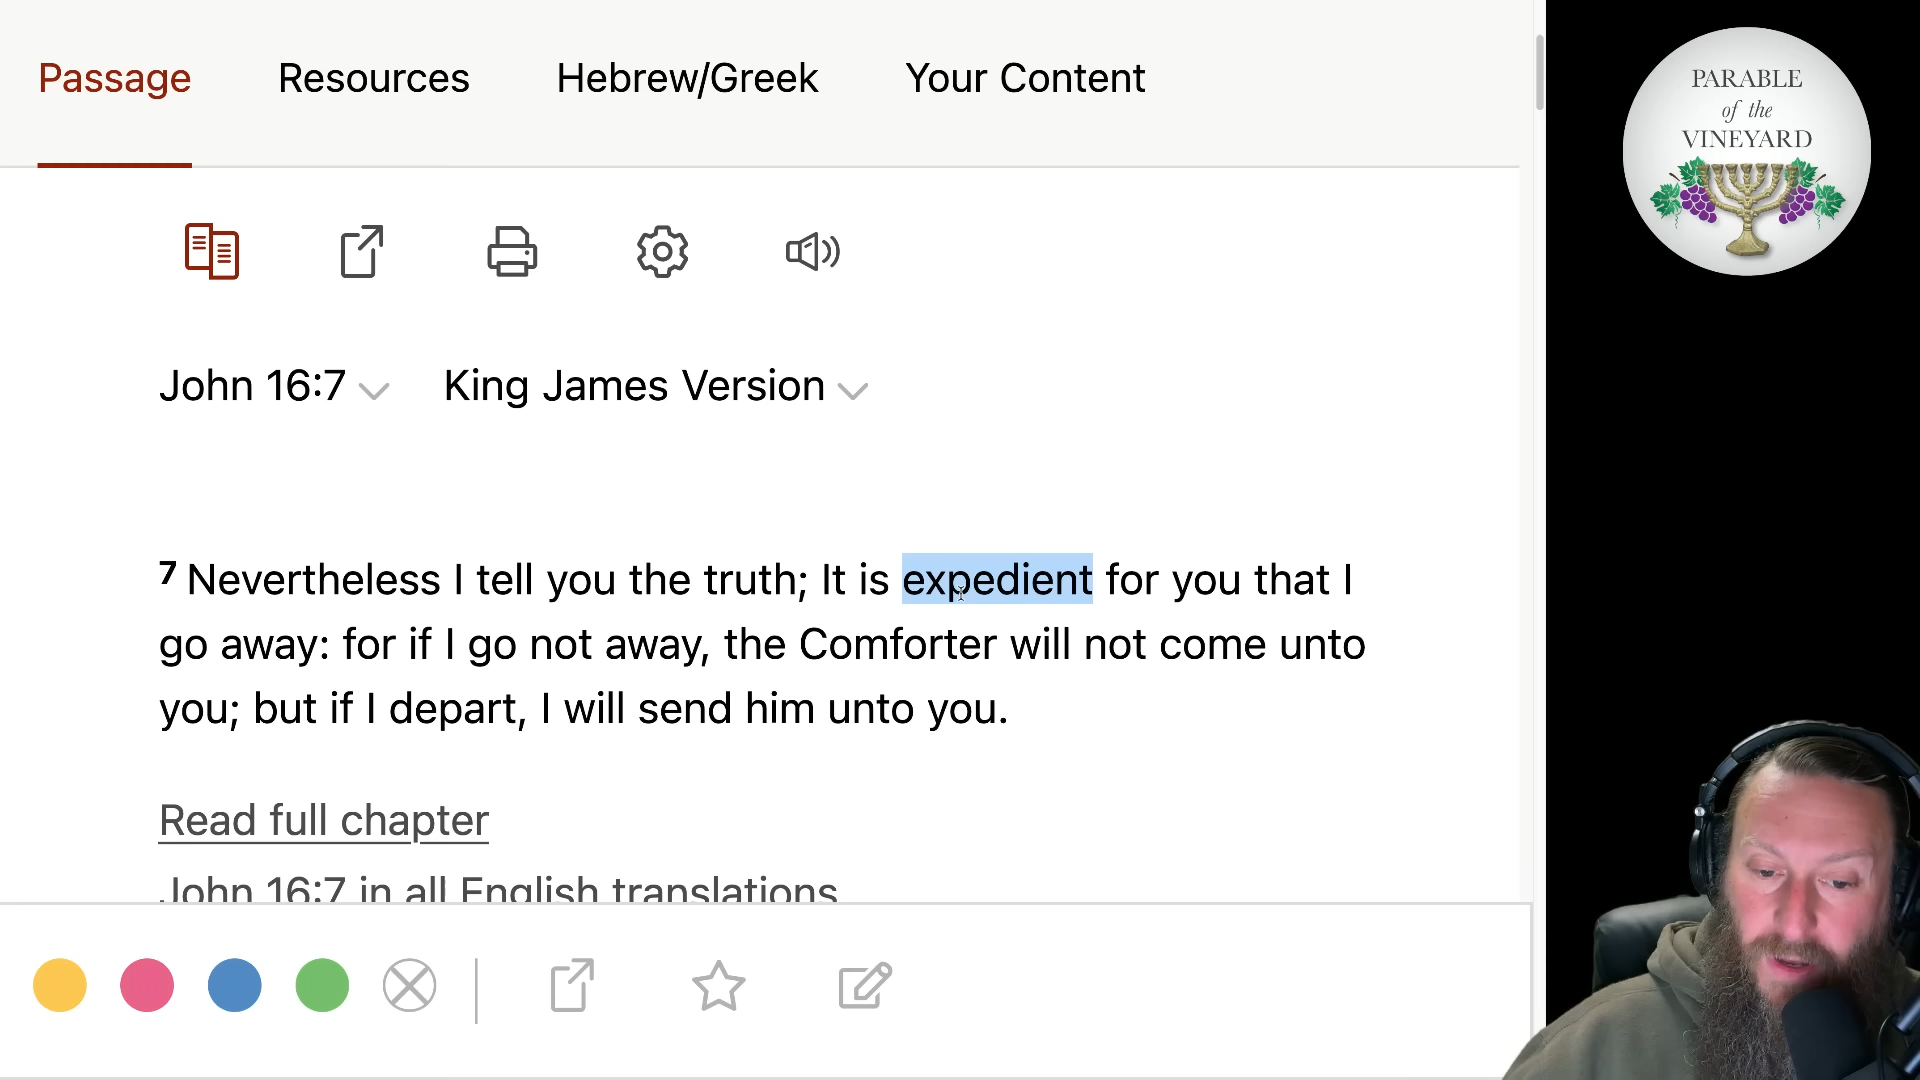 Passage Resources Hebrew/Greek Your Content
PARABLE
of the
VINEYARD
John 16:7 King James Version
7 Nevertheless I tell you the truth; It is expedient for you that I
go away: for if I go not away, the Comforter will not come unto
you; but if I depart, I will send him unto you.
Read full chapter
John 16:7 in all English translations